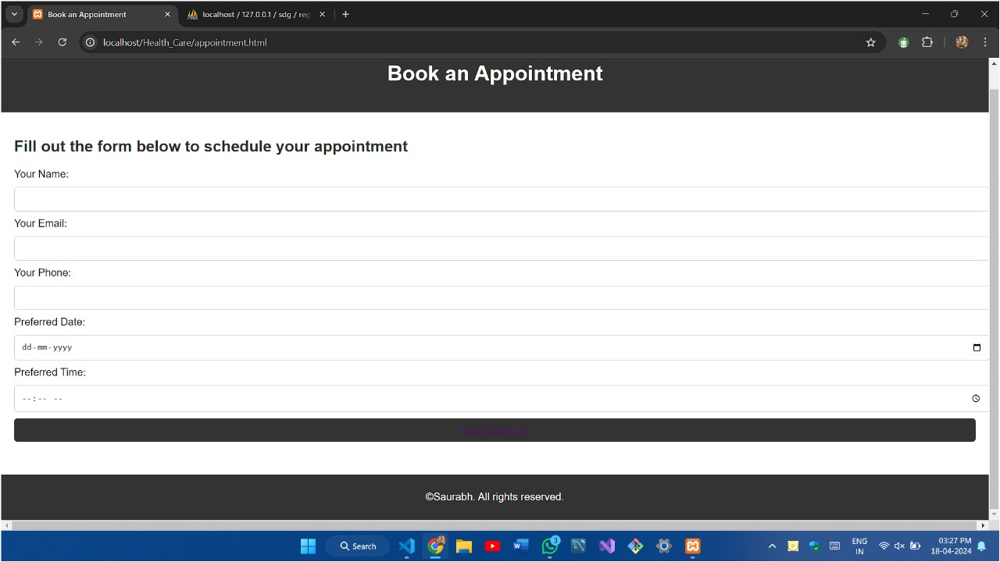 Book an Appointment
localhost / 127.0.0.1 / sdg / reg
localhost/Health_Care/appointment.html
Book an Appointment
Fill out the form below to schedule your appointment
Your Name:
Your Email:
Your Phone:
Preferred Date:
dd-mm-yyyy
Preferred Time:
--:-- --
©Saurabh. All rights reserved.
Search
3
ENG
IN
03:27 PM
18-04-2024